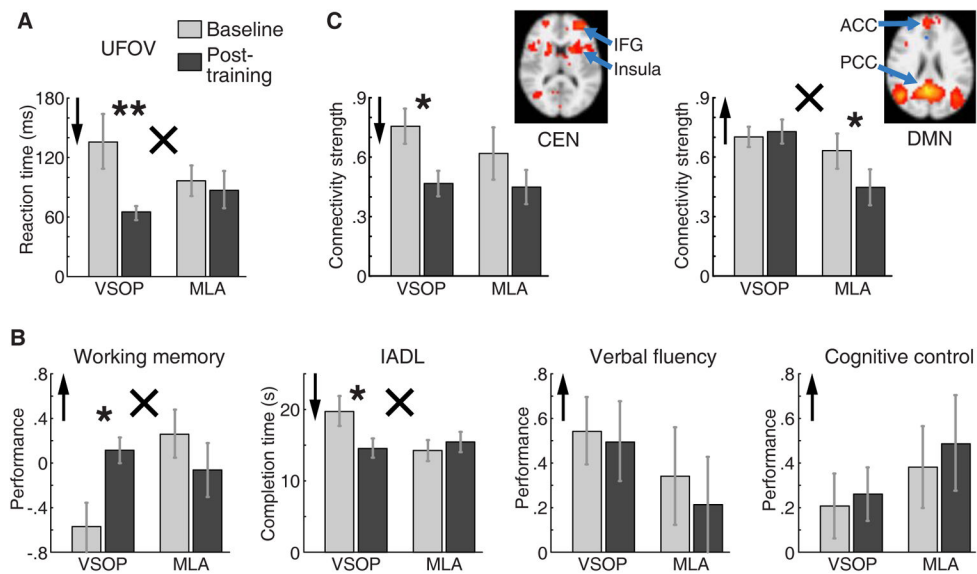 A
UFOV
Baseline
Post-
training
Reaction time (ms)
180
120
60
0
**
VSOP
MLA
C
IFG
Insula
CEN
Connectivity strength
.9
.6
.3
0
*
VSOP
MLA
ACC
PCC
DMN
Connectivity strength
.9
.6
.3
0
*
VSOP
MLA
B
Working memory
Performance
.8
.4
0
-.4
-.8
*
VSOP
MLA
IADL
Completion time (s)
20
10
0
*
VSOP
MLA
Verbal fluency
Performance
.8
.6
.4
.2
0
VSOP
MLA
Cognitive control
Performance
.8
.6
.4
.2
0
VSOP
MLA